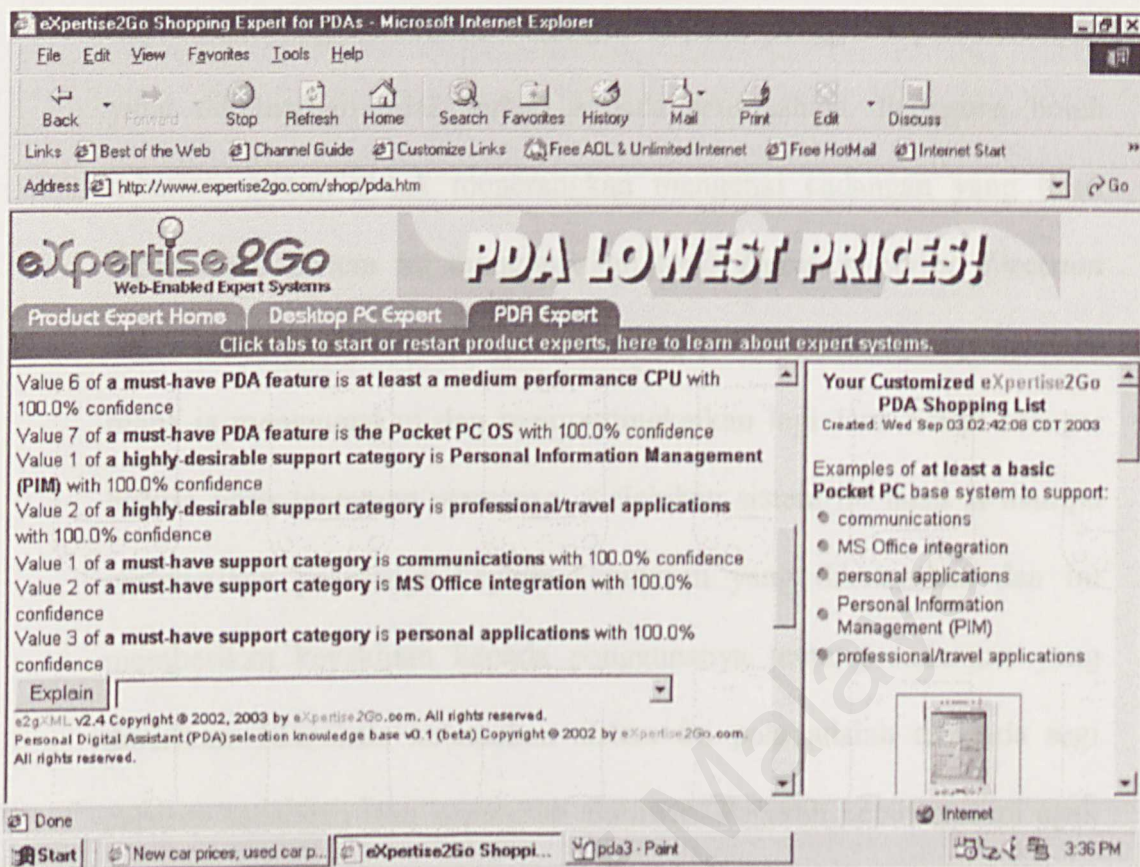 eXpertise2Go Shopping Expert for PDAs - Microsoft Internet Explorer
File Edit View Favorites Tools Help
Back Forward Stop Refresh Home Search Favorites History Mail Print Edit Discuss
Links Best of the Web Channel Guide Customize Links Free AOL & Unlimited Internet Free HotMail Internet Start
Address http://www.expertise2go.com/shop/pda.htm Go
eXpertise2Go
Web-Enabled Expert Systems
PDA LOWEST PRICES!
Product Expert Home Desktop PC Expert PDA Expert
Click tabs to start or restart product experts, here to learn about expert systems.
Value 6 of a must-have PDA feature is at least a medium performance CPU with
100.0% confidence
Value 7 of a must-have PDA feature is the Pocket PC OS with 100.0% confidence
Value 1 of a highly-desirable support category is Personal Information Management
(PIM) with 100.0% confidence
Value 2 of a highly-desirable support category is professional/travel applications
with 100.0% confidence
Value 1 of a must-have support category is communications with 100.0% confidence
Value 2 of a must-have support category is MS Office integration with 100.0%
confidence
Value 3 of a must-have support category is personal applications with 100.0%
confidence
Explain
e2gXML v2.4 Copyright © 2002, 2003 by eXpertise2Go.com. All rights reserved.
Personal Digital Assistant (PDA) selection knowledge base v0.1 (beta) Copyright © 2002 by eXpertise2Go.com.
All rights reserved.
Your Customized eXpertise2Go
PDA Shopping List
Created: Wed Sep 03 02:42:08 CDT 2003
Examples of at least a basic
Pocket PC base system to support:
communications
MS Office integration
personal applications
Personal Information
Management (PIM)
professional/travel applications
Done Internet
Start New car prices, used car p... eXpertise2Go Shoppi... pda3 - Paint 3:36 PM
Malays